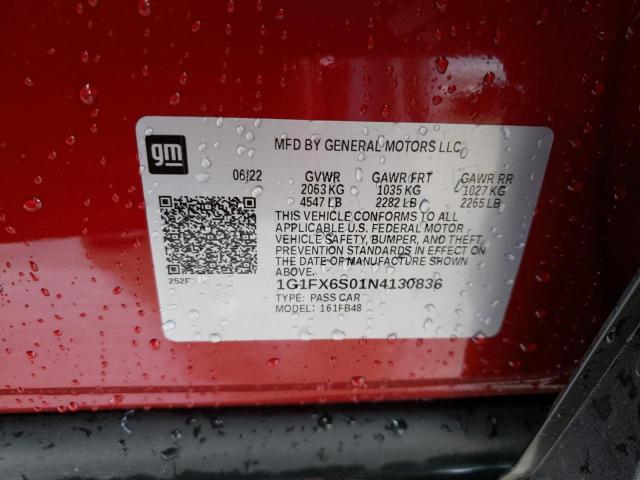 gm
MFD BY GENERAL MOTORS LLC
06/22 GVWR GAWR FRT GAWR RR
2063 KG 1035 KG 1027 KG
4547 LB 2282 LB 2265 LB
THIS VEHICLE CONFORMS TO ALL
APPLICABLE U.S. FEDERAL MOTOR
VEHICLE SAFETY, BUMPER, AND THEFT
PREVENTION STANDARDS IN EFFECT
ON THE DATE OF MANUFACTURE SHOWN
ABOVE.
1G1FX6S01N4130836
TYPE: PASS CAR
MODEL: 161FB48